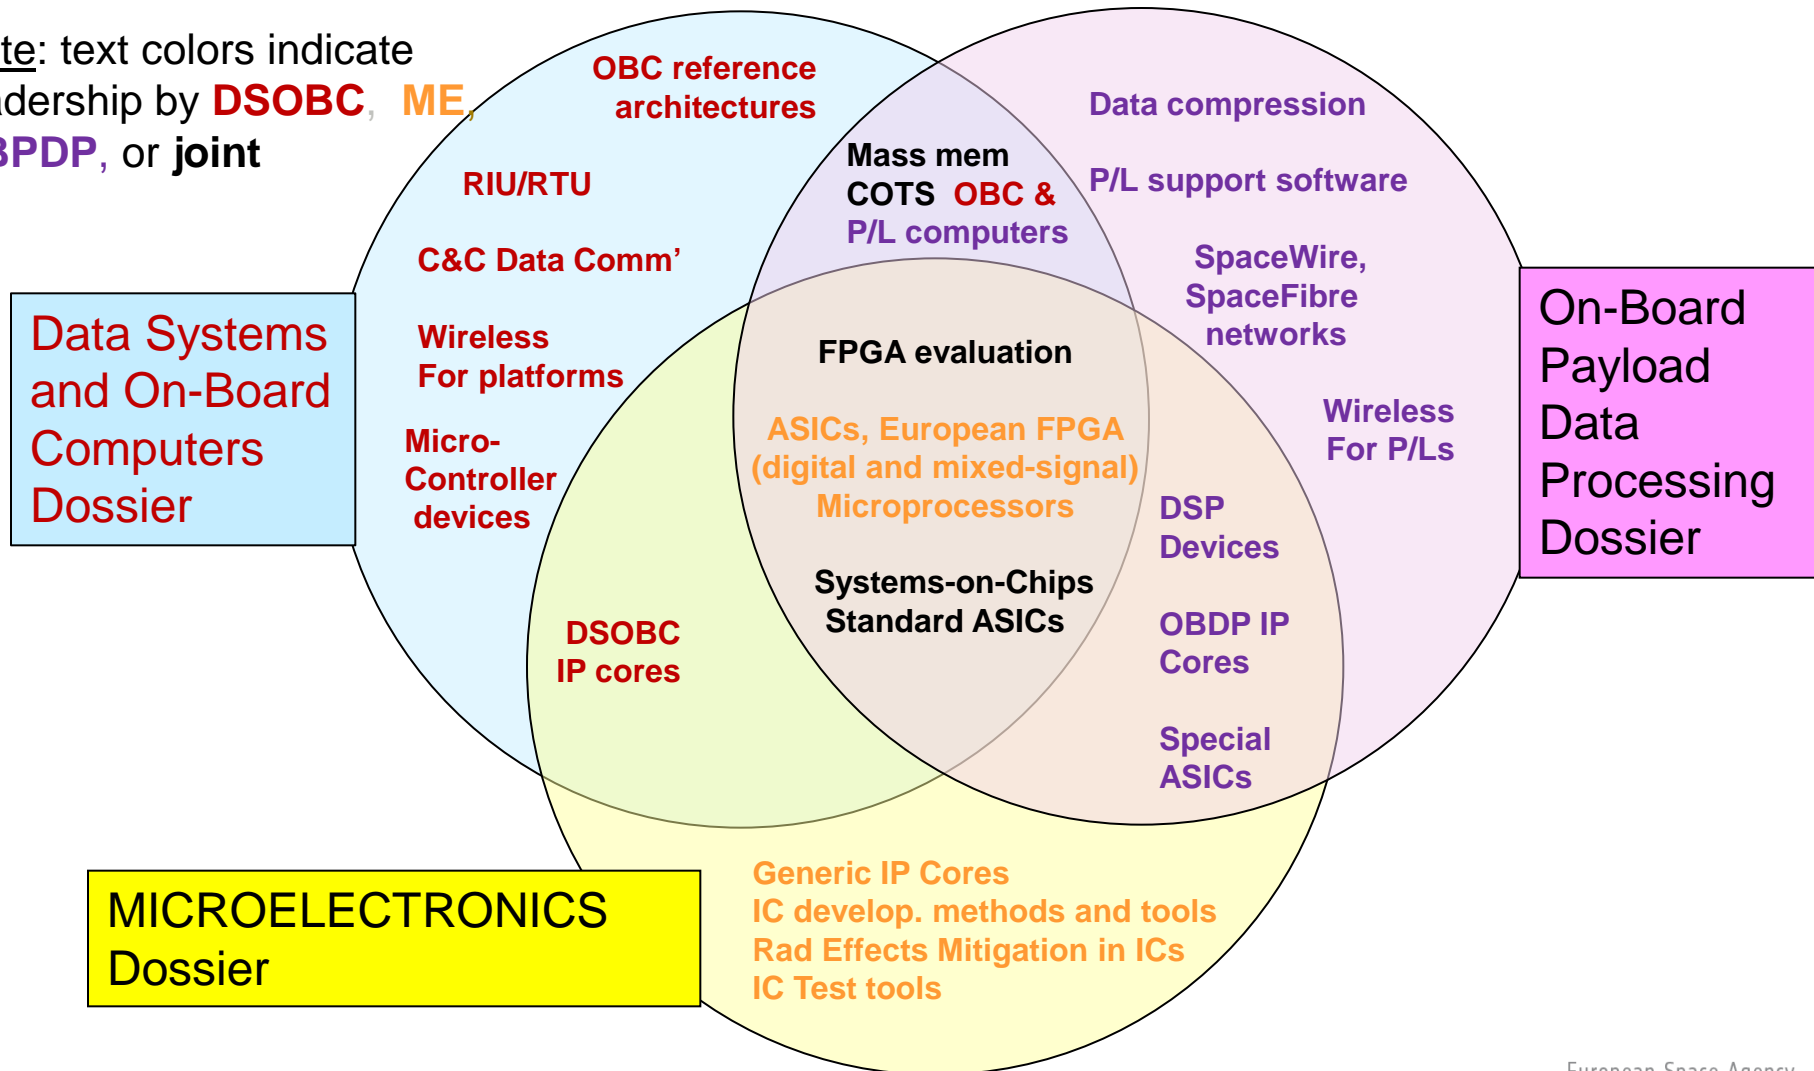 te: text colors indicate
adership by DSOBC, ME,
BPDP, or joint
OBC reference
architectures
RIU/RTU
C&C Data Comm’
Wireless
For platforms
Micro-
Controller
devices
Data Systems
and On-Board
Computers
Dossier
Mass mem
COTS OBC &
P/L computers
Data compression
P/L support software
SpaceWire,
SpaceFibre
networks
Wireless
For P/Ls
On-Board
Payload
Data
Processing
Dossier
FPGA evaluation
ASICs, European FPGA
(digital and mixed-signal)
Microprocessors
Systems-on-Chips
Standard ASICs
DSP
Devices
OBDP IP
Cores
Special
ASICs
DSOBC
IP cores
MICROELECTRONICS
Dossier
Generic IP Cores
IC develop. methods and tools
Rad Effects Mitigation in ICs
IC Test tools
European Space Agency